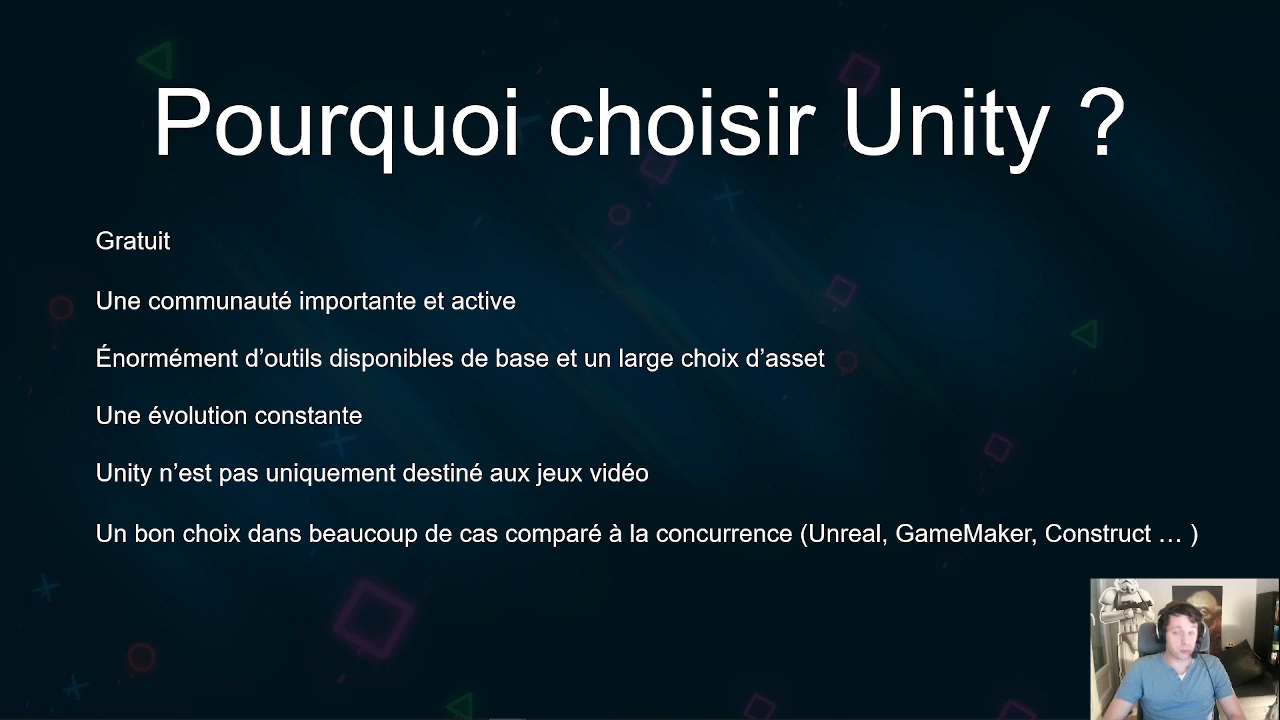 Pourquoi choisir Unity ?
Gratuit
Une communauté importante et active
Énormément d’outils disponibles de base et un large choix d’asset
Une évolution constante
Unity n’est pas uniquement destiné aux jeux vidéo
Un bon choix dans beaucoup de cas comparé à la concurrence (Unreal, GameMaker, Construct … )